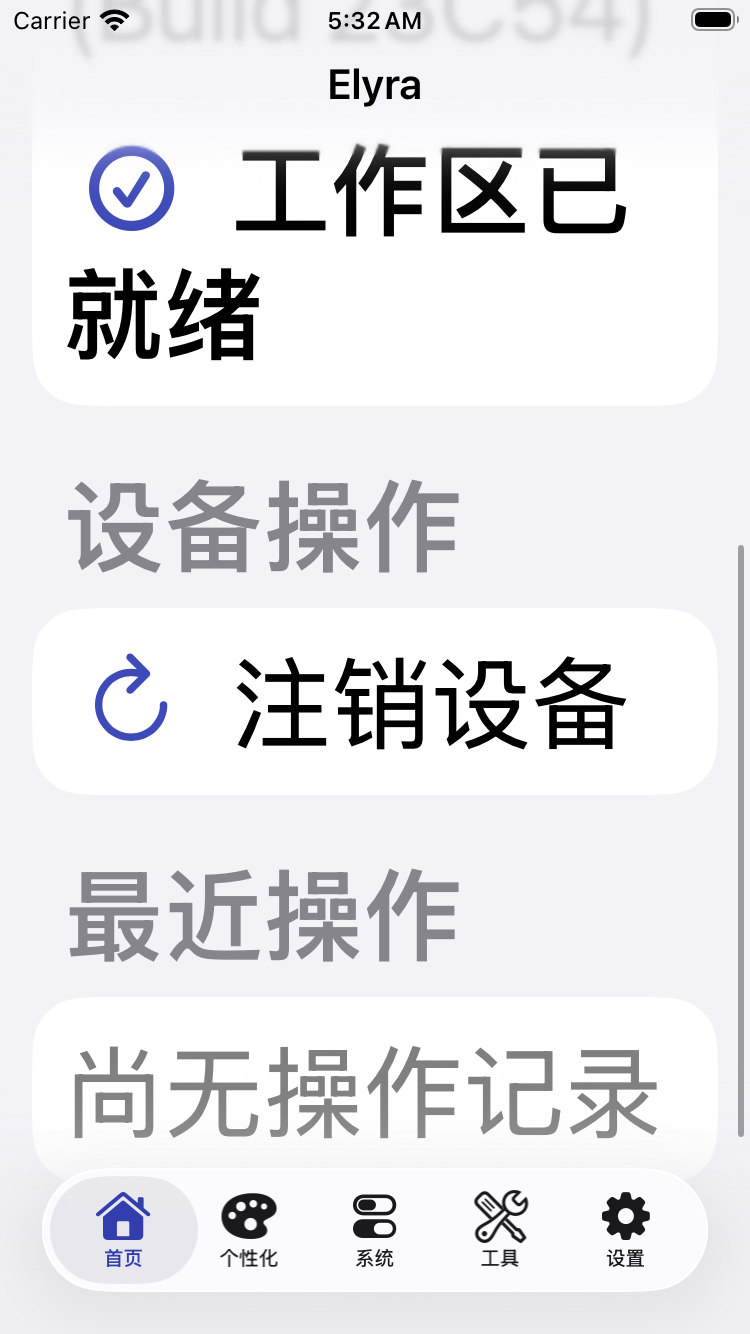 Carrier
5:32 AM
(Build 23C54)
Elyra
工作区已
就绪
设备操作
注销设备
最近操作
尚无操作记录
首页
个性化
系统
工具
设置